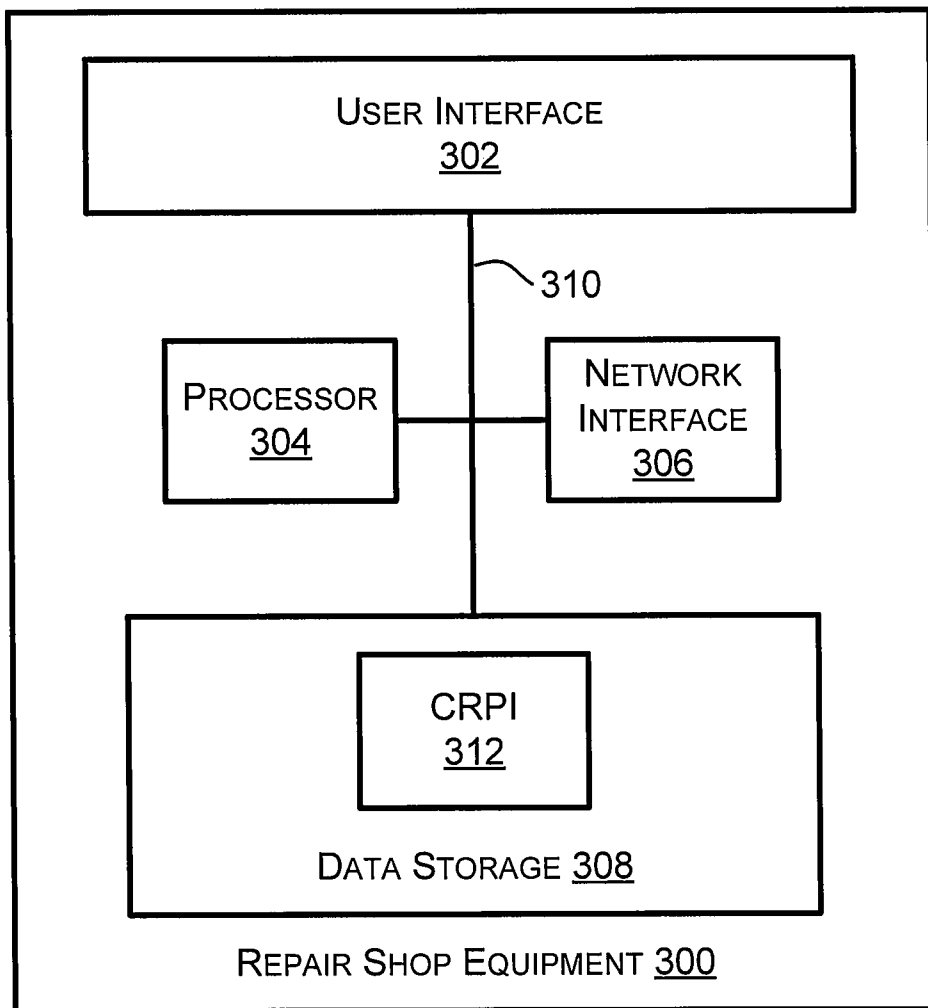 USER INTERFACE
302
310
PROCESSOR
304
NETWORK
INTERFACE
306
CRPI
312
DATA STORAGE 308
REPAIR SHOP EQUIPMENT 300